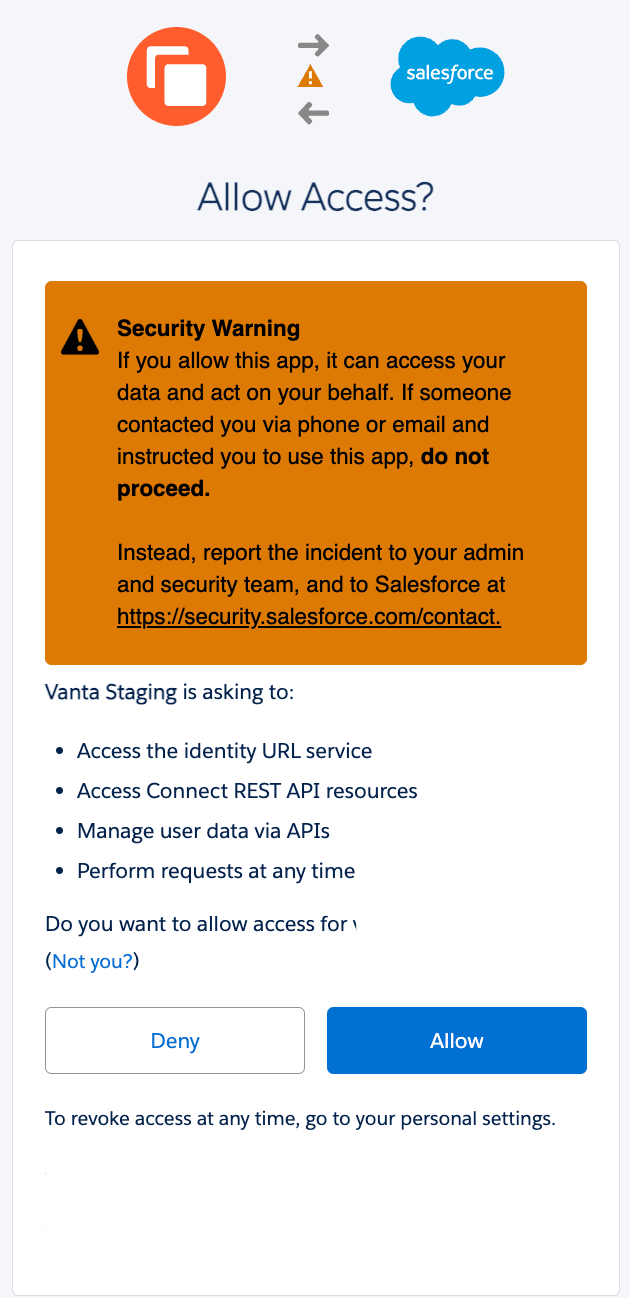 salesforce
Allow Access?
Security Warning
If you allow this app, it can access your
data and act on your behalf. If someone
contacted you via phone or email and
instructed you to use this app, do not
proceed.
Instead, report the incident to your admin
and security team, and to Salesforce at
https://security.salesforce.com/contact.
Vanta Staging is asking to:
• Access the identity URL service
• Access Connect REST API resources
• Manage user data via APIs
• Perform requests at any time
Do you want to allow access for
(Not you?)
Deny
Allow
To revoke access at any time, go to your personal settings.